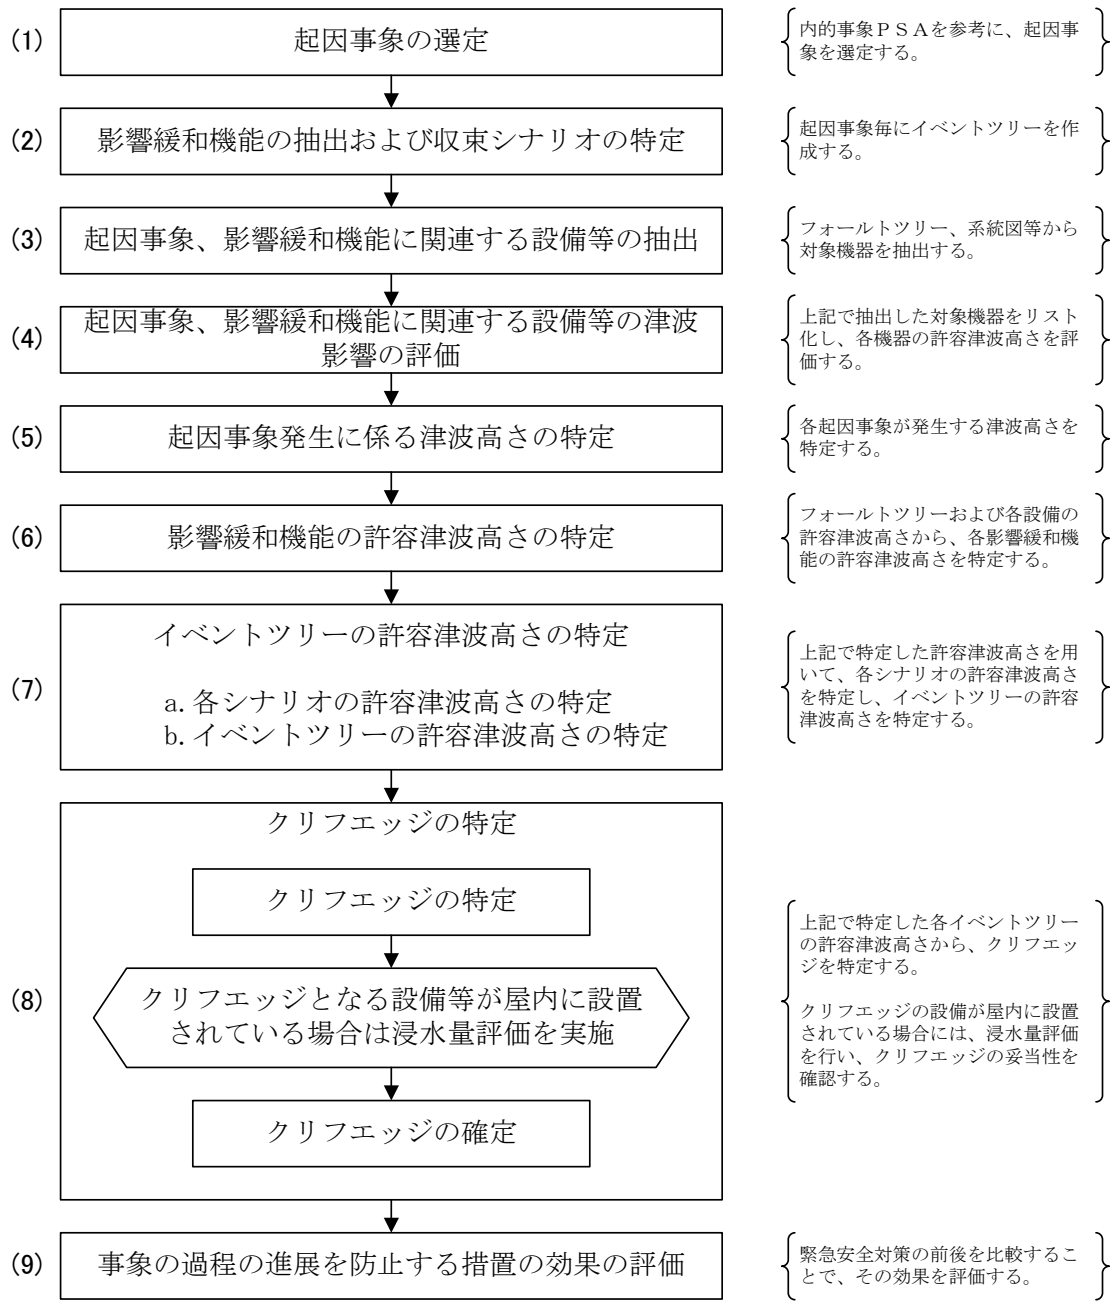 (1)
起因事象の選定
内的事象ＰＳＡを参考に、起因事
象を選定する。
(2)
影響緩和機能の抽出および収束シナリオの特定
起因事象毎にイベントツリーを作
成する。
(3)
起因事象、影響緩和機能に関連する設備等の抽出
フォールトツリー、系統図等から
対象機器を抽出する。
(4)
起因事象、影響緩和機能に関連する設備等の津波
影響の評価
上記で抽出した対象機器をリスト
化し、各機器の許容津波高さを評
価する。
(5)
起因事象発生に係る津波高さの特定
各起因事象が発生する津波高さを
特定する。
(6)
影響緩和機能の許容津波高さの特定
フォールトツリーおよび各設備の
許容津波高さから、各影響緩和機
能の許容津波高さを特定する。
(7)
イベントツリーの許容津波高さの特定
a.各シナリオの許容津波高さの特定
b.イベントツリーの許容津波高さの特定
上記で特定した許容津波高さを用
いて、各シナリオの許容津波高さ
を特定し、イベントツリーの許容
津波高さを特定する。
(8)
クリフエッジの特定
クリフエッジの特定
クリフエッジとなる設備等が屋内に設置
されている場合は浸水量評価を実施
クリフエッジの確定
上記で特定した各イベントツリー
の許容津波高さから、クリフエッ
ジを特定する。
クリフエッジの設備が屋内に設置
されている場合には、浸水量評価
を行い、クリフエッジの妥当性を
確認する。
(9)
事象の過程の進展を防止する措置の効果の評価
緊急安全対策の前後を比較するこ
とで、その効果を評価する。